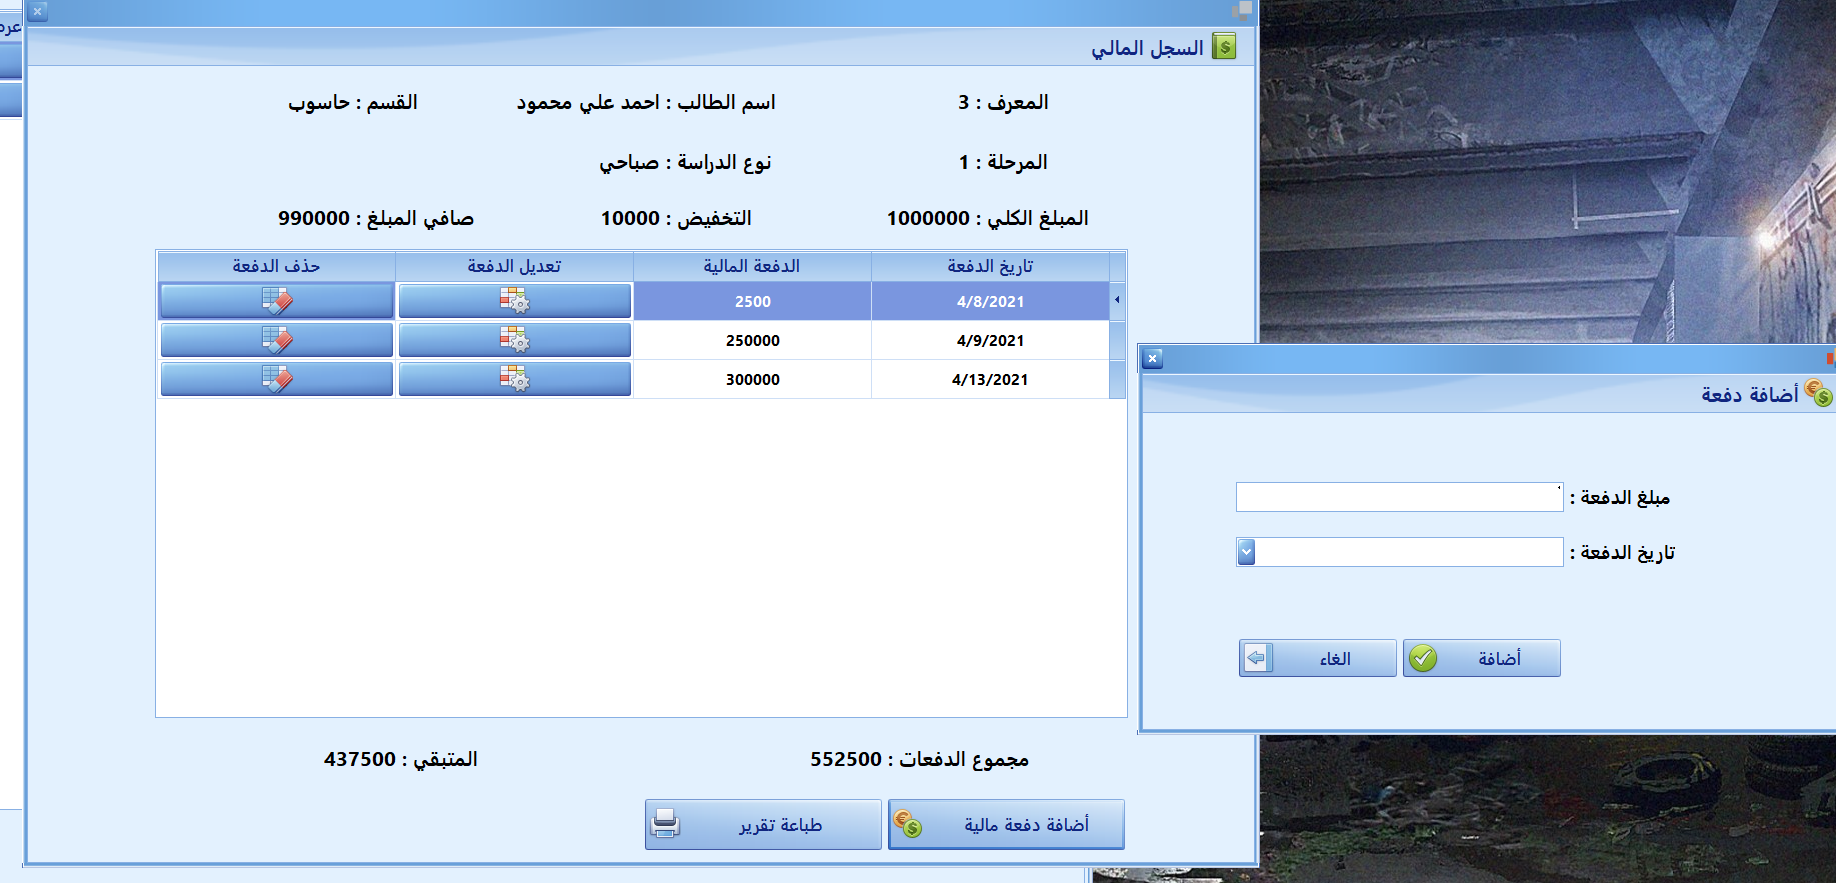 السجل المالي
المعرف : 3
اسم الطالب : احمد علي محمود
القسم : حاسوب
المرحلة : 1
نوع الدراسة : صباحي
المبلغ الكلي : 1000000
التخفيض : 10000
صافي المبلغ : 990000
تاريخ الدفعة الدفعة المالية تعديل الدفعة حذف الدفعة
4/8/2021 2500
4/9/2021 250000
4/13/2021 300000
مجموع الدفعات : 552500
المتبقي : 437500
أضافة دفعة مالية
طباعة تقرير
أضافة دفعة
مبلغ الدفعة :
تاريخ الدفعة :
أضافة
الغاء